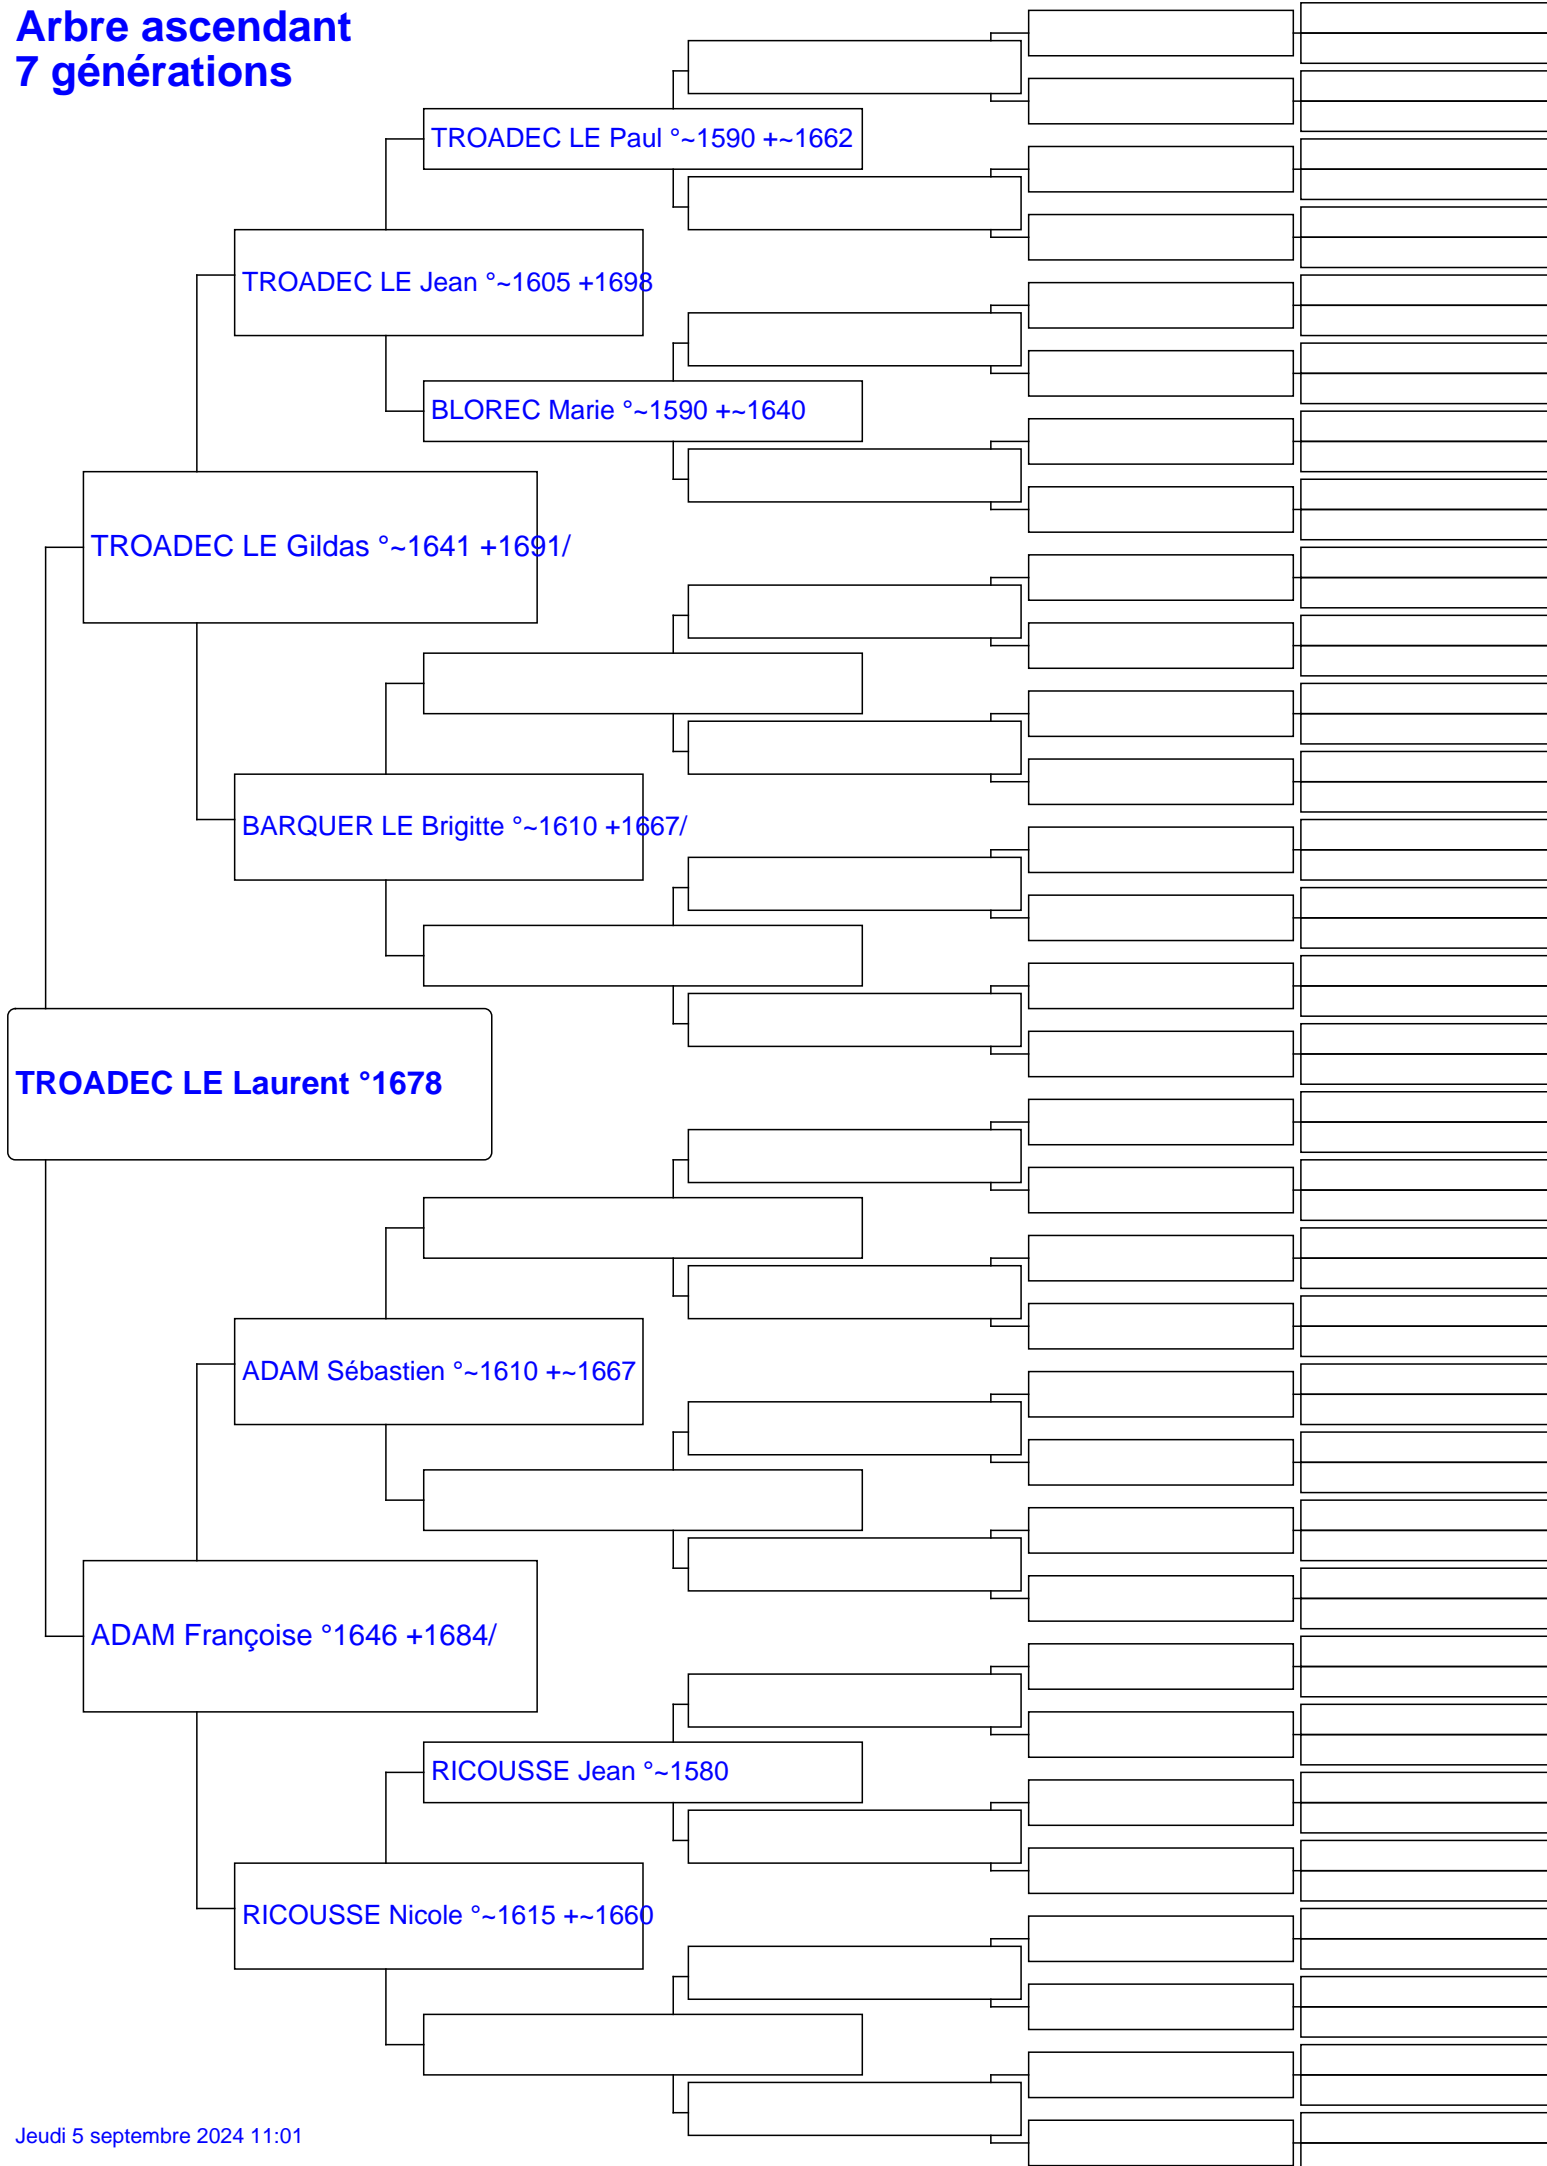 Arbre ascendant
7 générations
TROADEC LE Paul °~1590 +~1662
TROADEC LE Jean °~1605 +1698
BLOREC Marie °~1590 +~1640
TROADEC LE Gildas °~1641 +1691/
BARQUER LE Brigitte °~1610 +1667/
TROADEC LE Laurent °1678
ADAM Sébastien °~1610 +~1667
ADAM Françoise °1646 +1684/
RICOUSSE Jean °~1580
RICOUSSE Nicole °~1615 +~1660
Jeudi 5 septembre 2024 11:01